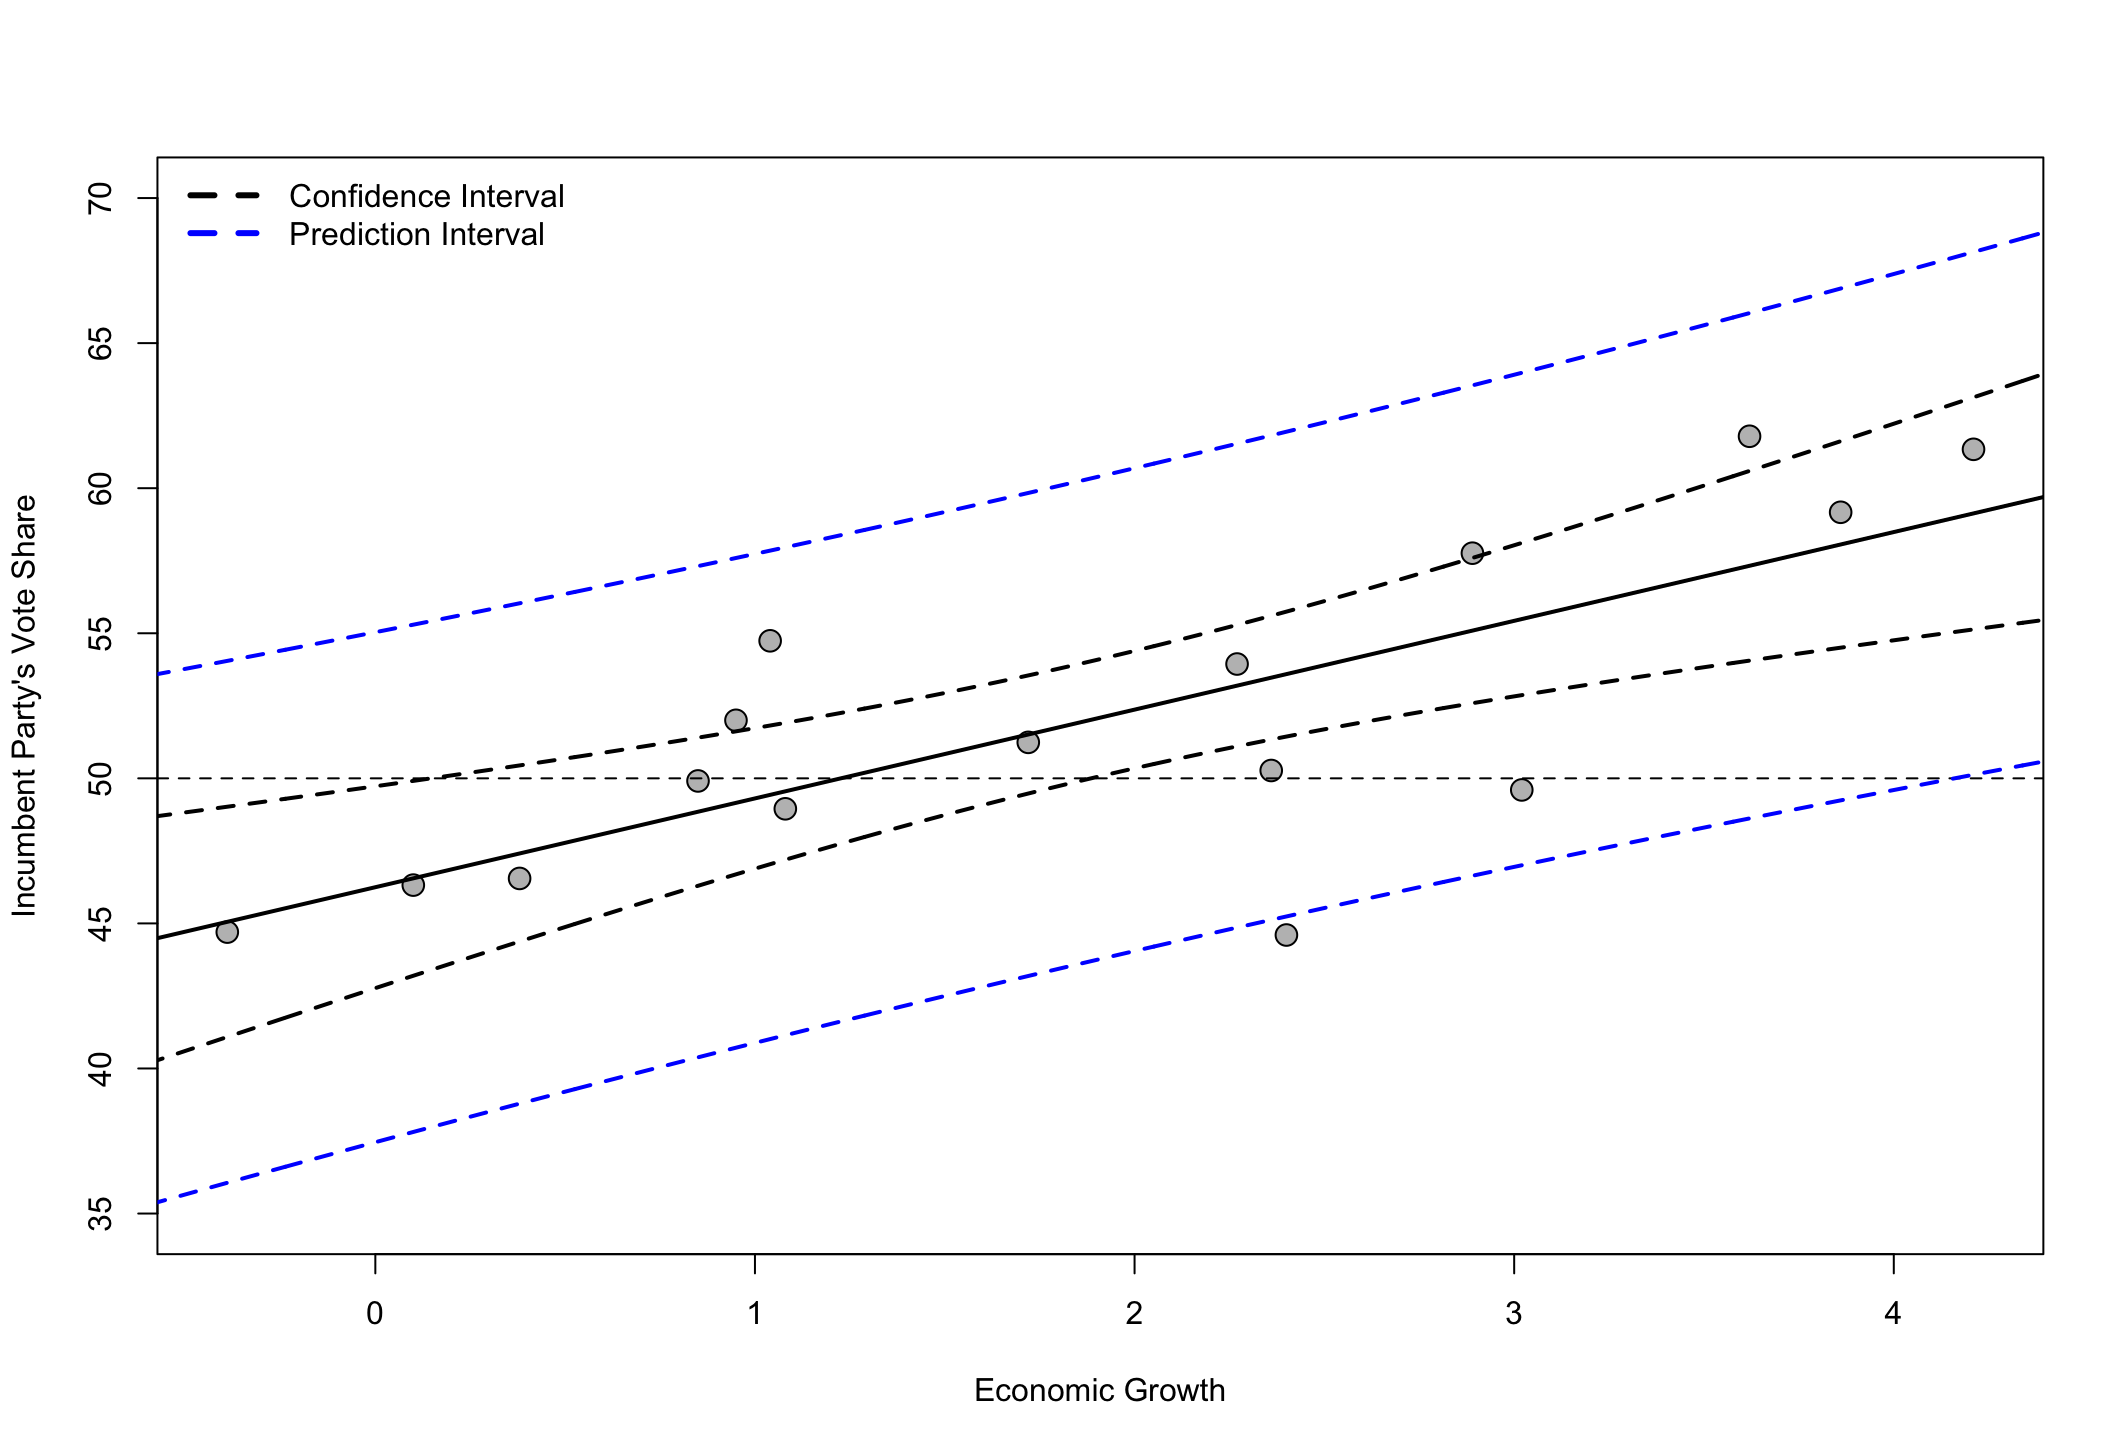 Confidence Interval
Prediction Interval
70
65
60
55
50
45
40
35
Incumbent Party's Vote Share
0 1 2 3 4
Economic Growth